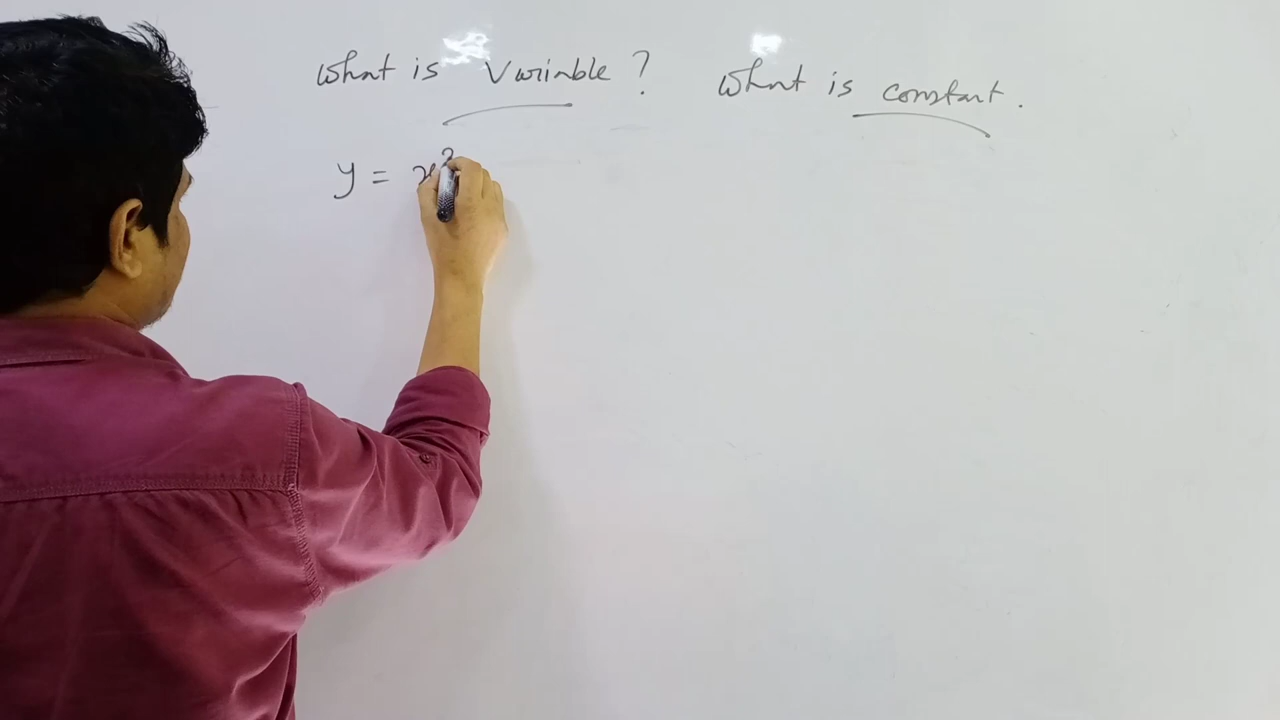 What is Variable ? What is constant .
y = x²